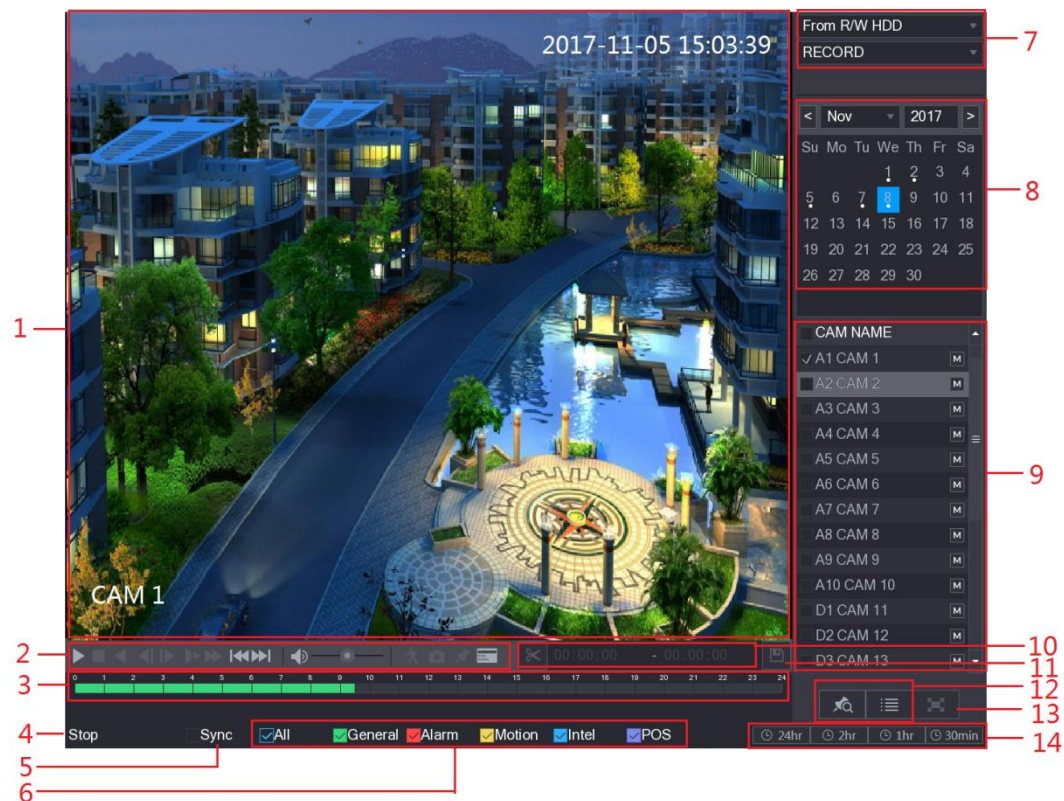 2017-11-05 15:03:39
CAM 1
From R/W HDD
RECORD
< Nov 2017 >
Su Mo Tu We Th Fr Sa
1 2 3 4
5 6 7 8 9 10 11
12 13 14 15 16 17 18
19 20 21 22 23 24 25
26 27 28 29 30
CAM NAME
A1 CAM 1 M
A2 CAM 2 M
A3 CAM 3 M
A4 CAM 4 M
A5 CAM 5 M
A6 CAM 6 M
A7 CAM 7 M
A8 CAM 8 M
A9 CAM 9 M
A10 CAM 10 M
D1 CAM 11 M
D2 CAM 12 M
D3 CAM 13 M
00:00:00 - 00:00:00
0 1 2 3 4 5 6 7 8 9 10 11 12 13 14 15 16 17 18 19 20 21 22 23 24
Stop Sync All General Alarm Motion Intel POS
24hr 2hr 1hr 30min
1
2
3
4
5
6
7
8
9
10
11
12
13
14